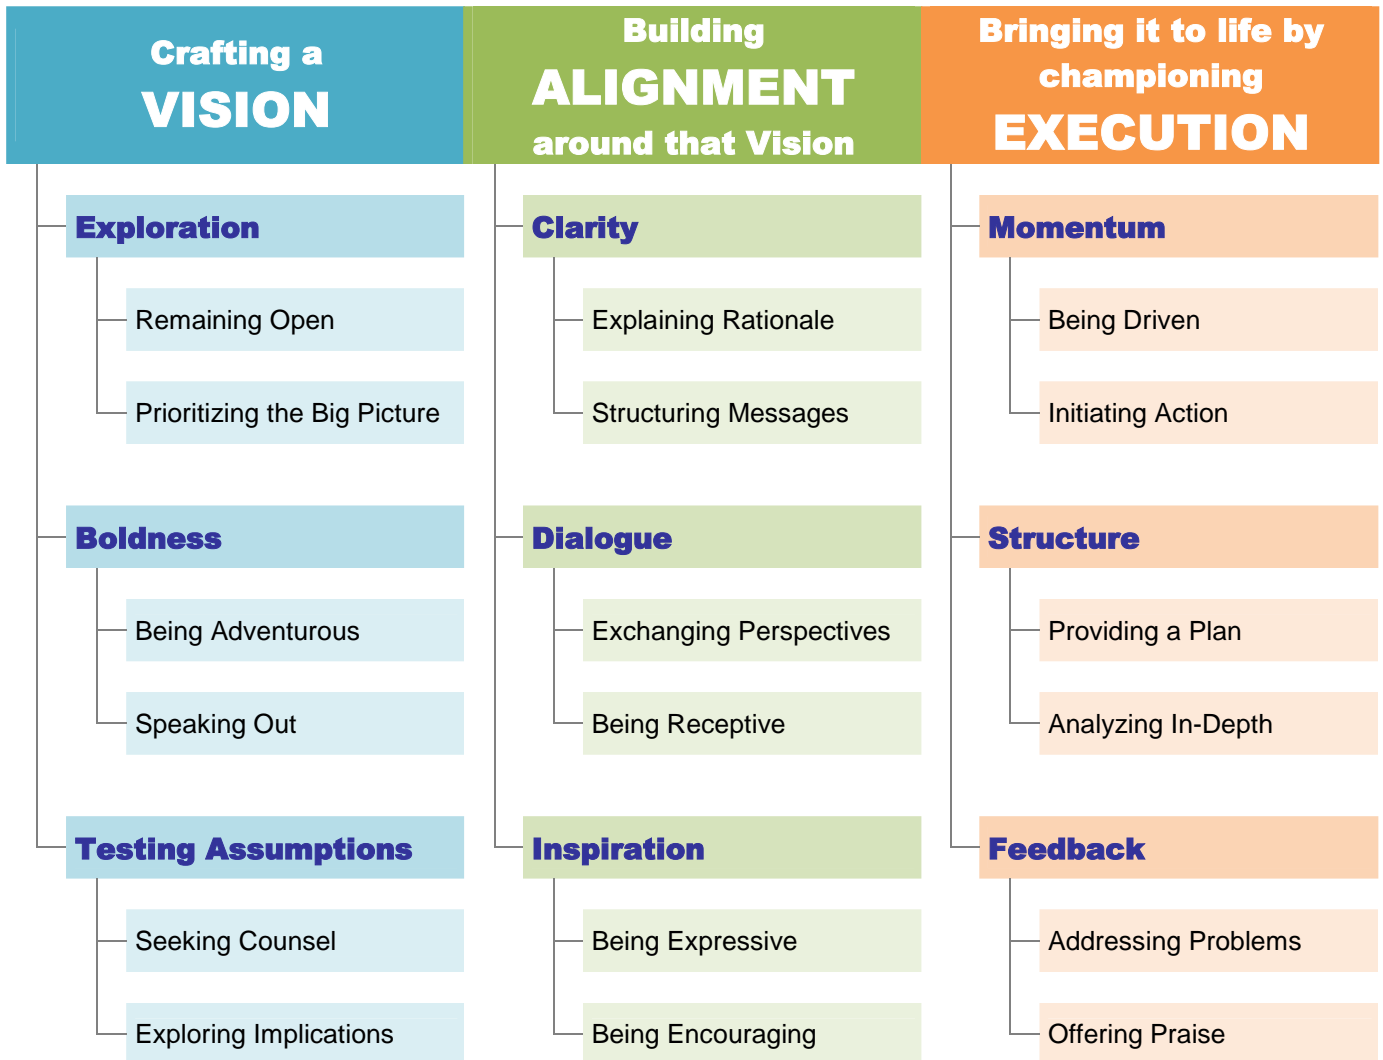 Crafting a
VISION
Exploration
Remaining Open
Prioritizing the Big Picture
Boldness
Being Adventurous
Speaking Out
Testing Assumptions
Seeking Counsel
Exploring Implications
Building
ALIGNMENT
around that Vision
Clarity
Explaining Rationale
Structuring Messages
Dialogue
Exchanging Perspectives
Being Receptive
Inspiration
Being Expressive
Being Encouraging
Bringing it to life by
championing
EXECUTION
Momentum
Being Driven
Initiating Action
Structure
Providing a Plan
Analyzing In-Depth
Feedback
Addressing Problems
Offering Praise